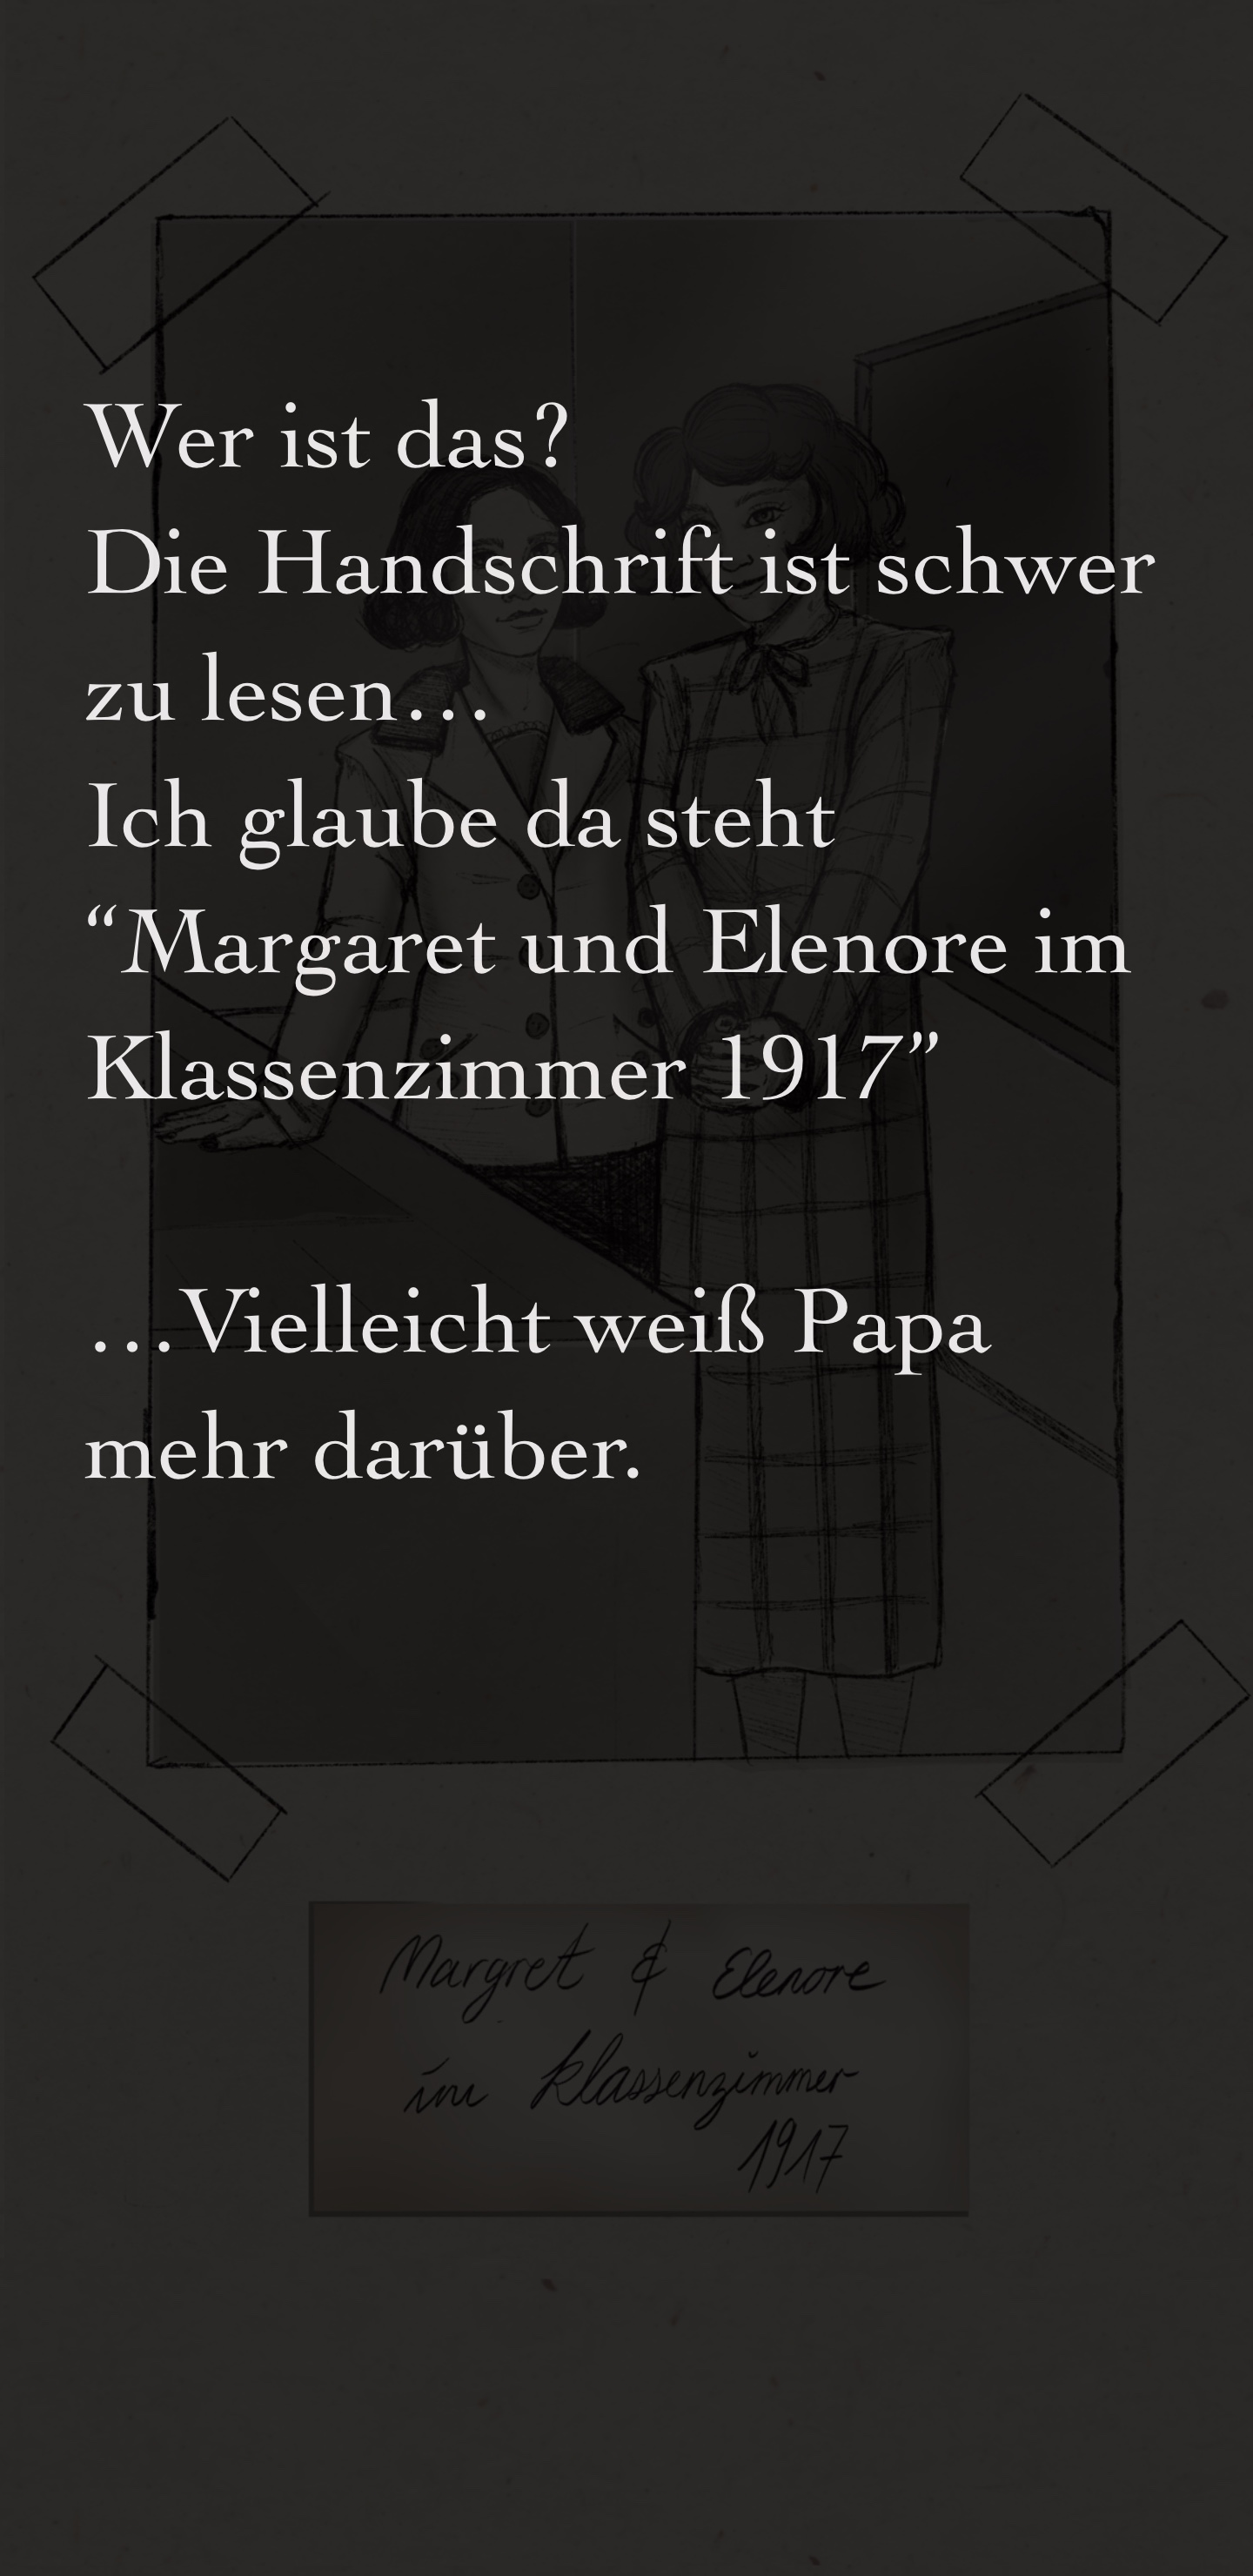 Wer ist das?
Die Handschrift ist schwer
zu lesen...
Ich glaube da steht
“Margaret und Elenore im
Klassenzimmer 1917”
...Vielleicht weiß Papa
mehr darüber.
Margret & Elenore
im Klassenzimmer
1917